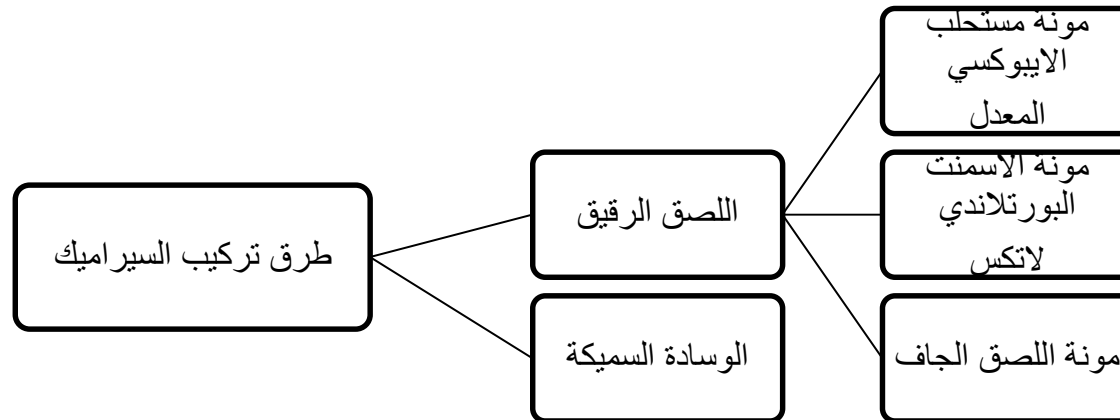 طرق تركيب السيراميك
اللصق الرقيق
مونة مستحلب
الايبوكسي
المعدل
مونة الاسمنت
البورتلاندي
لاتكس
مونة اللصق الجاف
الوسادة السميكة